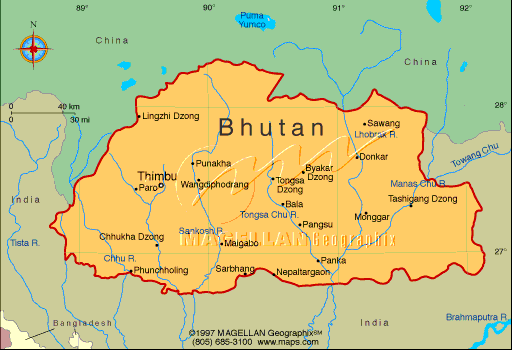 89°
90°
91°
92°
N
Puma
Yumco
China
China
0
40 km
0
30 mi
Lingzhi Dzong
Sawang
28°
Bhutan
Lhobrak R.
Towang Chu
Punakha
Donkar
Thimbu
Byakar
Dzong
Wangdiphodrang
Tongsa
Dzong
Manas Chu R.
Paro
India
Bala
Tashigang Dzong
Tongsa Chu R.
Monggar
Sankosh R.
Pangsu
Chhukha Dzong
MAGELLAN Geographix
Tista R.
Maigabo
27°
Chhu R.
Panka
Phunchholing
Sarbhang
Nepaltargaon
Bangladesh
India
Brahmaputra R.
©1997 MAGELLAN Geographix℠
(805) 685-3100 www.maps.com